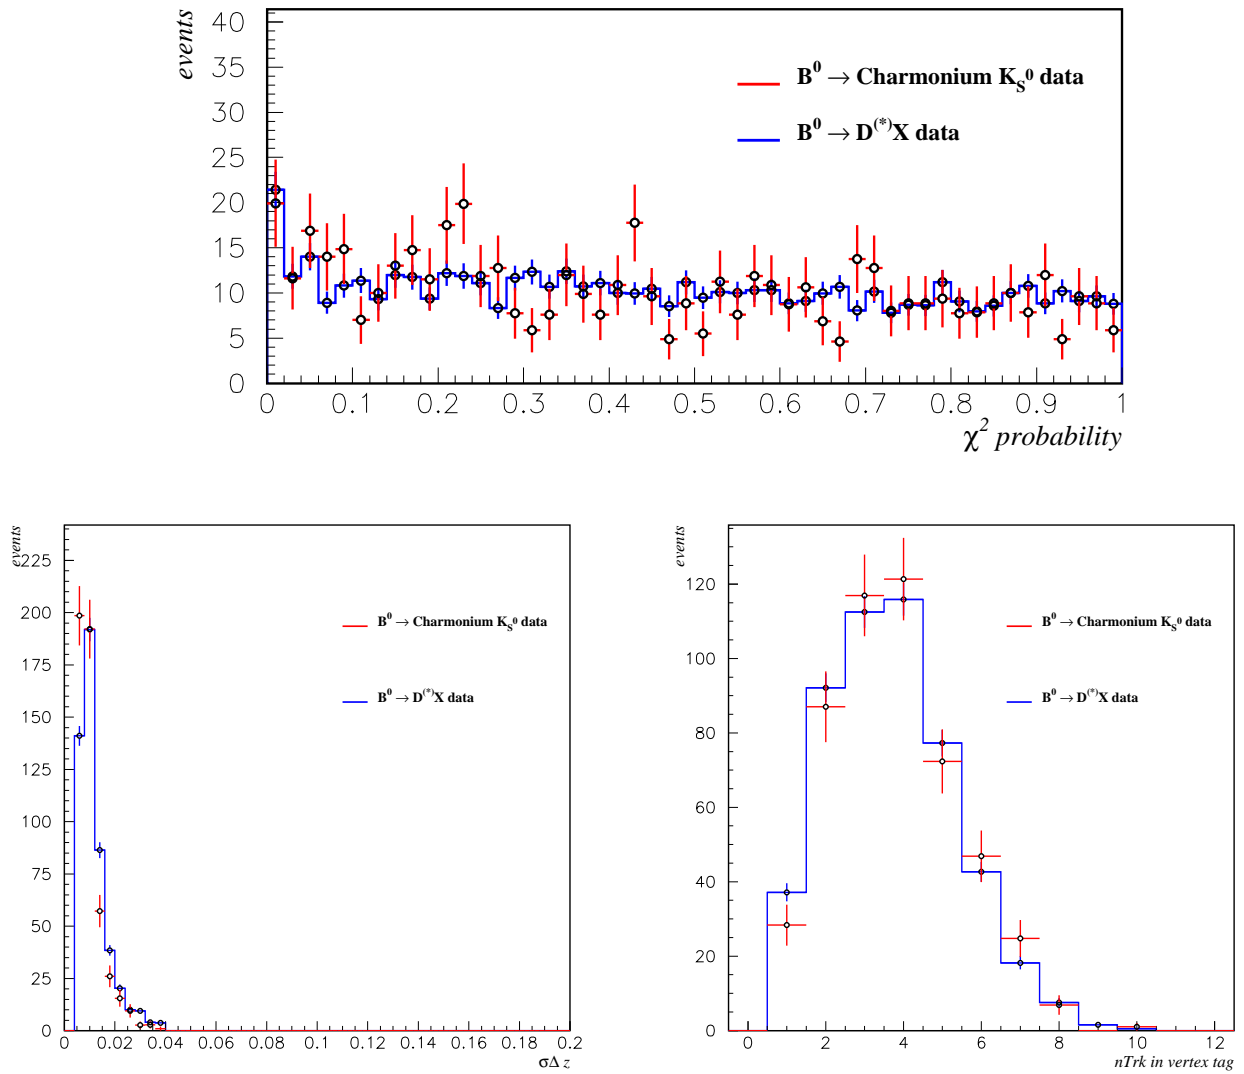 events
40
35
30
25
20
15
10
5
0
B⁰ → Charmonium K_S⁰ data
B⁰ → D⁽*⁾X data
0 0.1 0.2 0.3 0.4 0.5 0.6 0.7 0.8 0.9 1
χ² probability
events
225
200
175
150
125
100
75
50
25
0
B⁰ → Charmonium K_S⁰ data
B⁰ → D⁽*⁾X data
0 0.02 0.04 0.06 0.08 0.1 0.12 0.14 0.16 0.18 0.2
σΔz
events
120
100
80
60
40
20
0
B⁰ → Charmonium K_S⁰ data
B⁰ → D⁽*⁾X data
0 2 4 6 8 10 12
nTrk in vertex tag